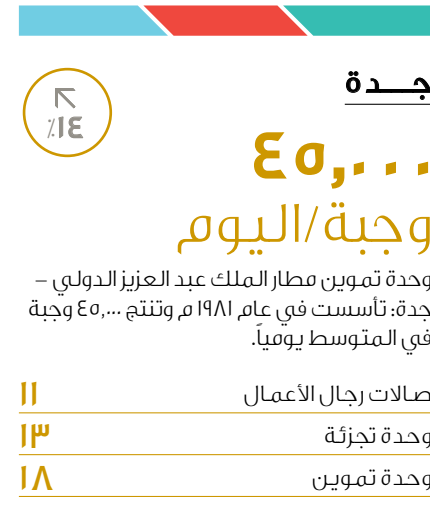 جـــدة
١٤٪
٤٥,٠٠٠
وجبة/اليوم
وحدة تموين مطار الملك عبد العزيز الدولي –
جدة: تأسست في عام ١٩٨١ م وتنتج ٤٥,٠٠٠ وجبة
في المتوسط يومياً.
صالات رجال الأعمال ١١
وحدة تجزئة ١٣
وحدة تموين ١٨